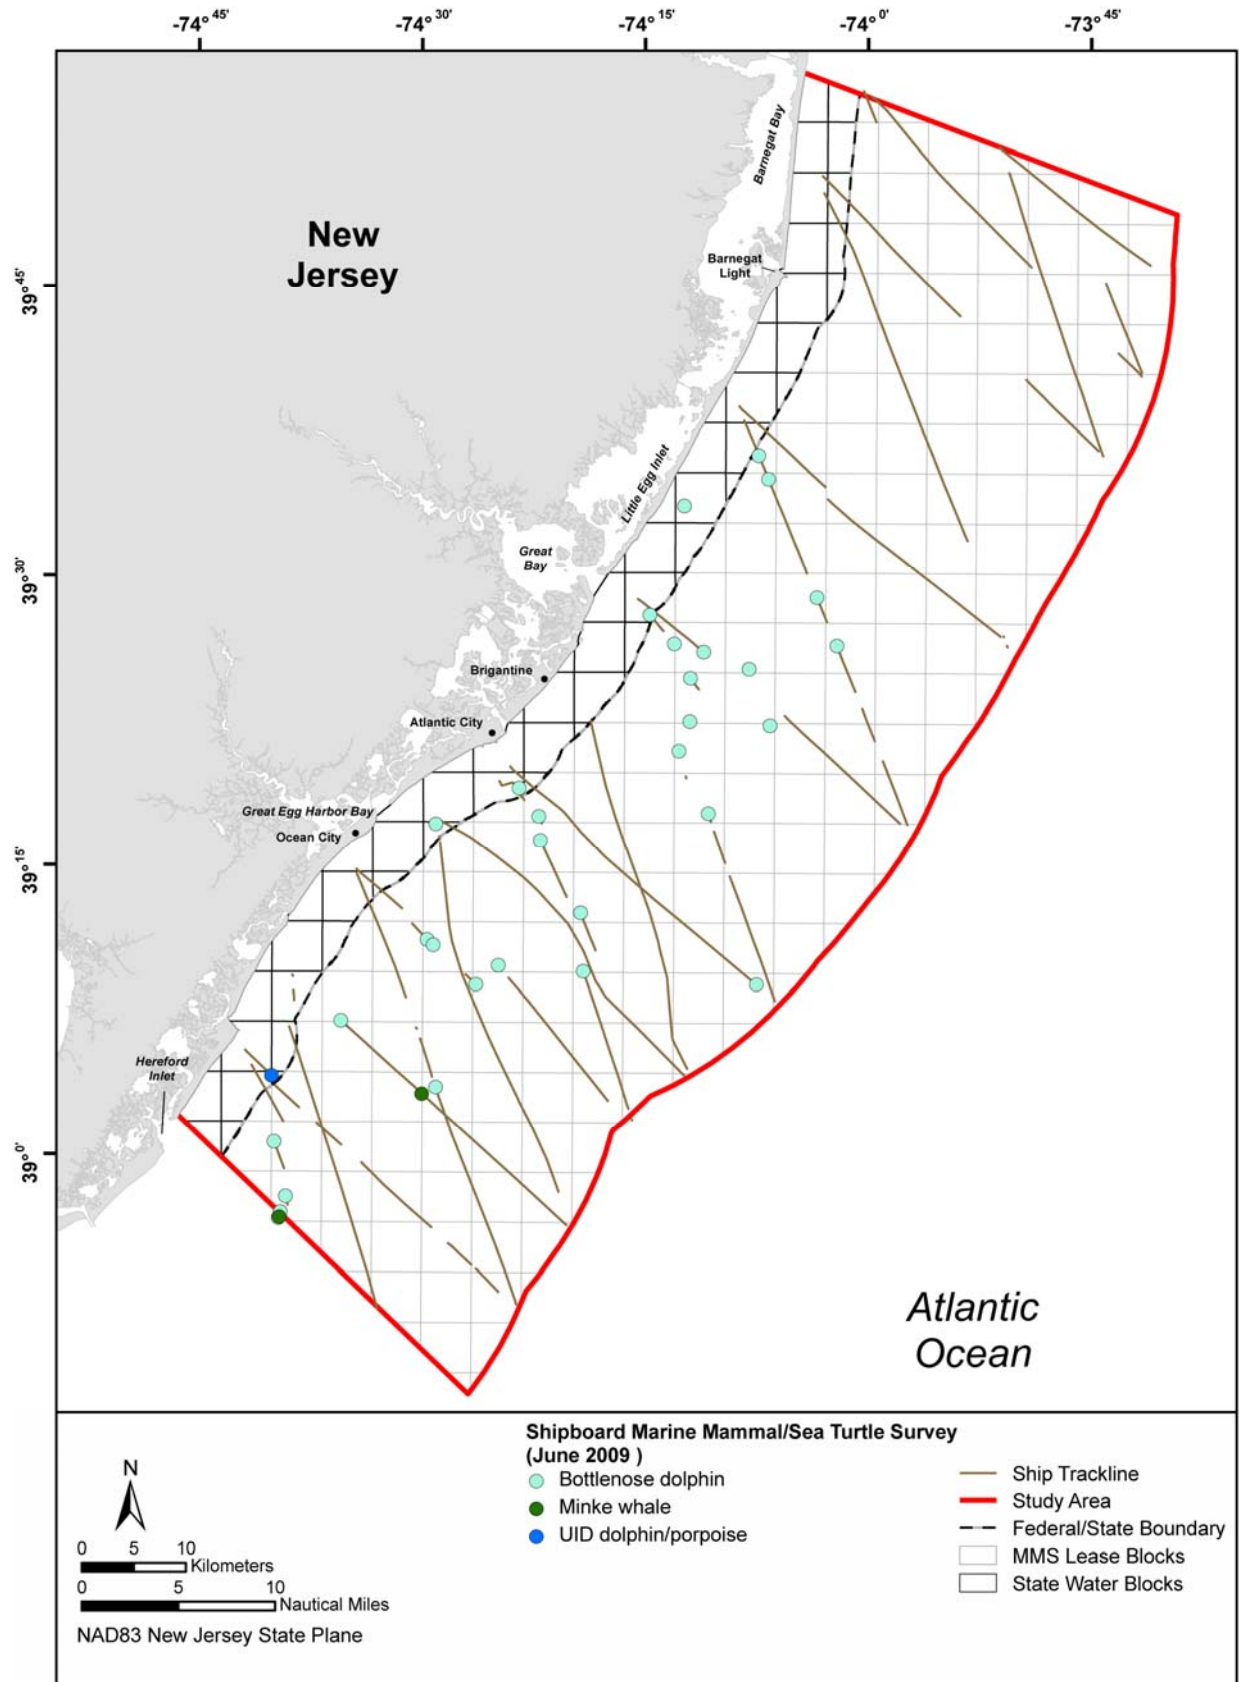 -74° 45'
-74° 30'
-74° 15'
-74° 0'
-73° 45'
39° 45'
39° 30'
39° 15'
39° 0'
New
Jersey
Barnegat Bay
Barnegat
Light
Little Egg Inlet
Great
Bay
Brigantine
Atlantic City
Great Egg Harbor Bay
Ocean City
Hereford
Inlet
Atlantic
Ocean
N
0 5 10
Kilometers
0 5 10
Nautical Miles
NAD83 New Jersey State Plane
Shipboard Marine Mammal/Sea Turtle Survey
(June 2009 )
Bottlenose dolphin
Minke whale
UID dolphin/porpoise
Ship Trackline
Study Area
Federal/State Boundary
MMS Lease Blocks
State Water Blocks